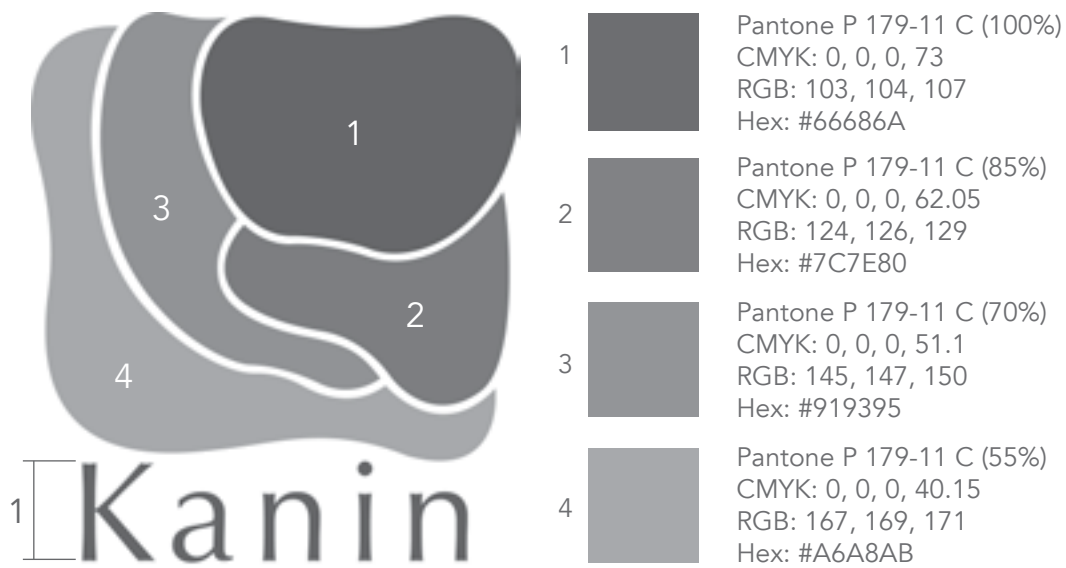 1
3
2
4
1
Kanin
1
Pantone P 179-11 C (100%)
CMYK: 0, 0, 0, 73
RGB: 103, 104, 107
Hex: #66686A
2
Pantone P 179-11 C (85%)
CMYK: 0, 0, 0, 62.05
RGB: 124, 126, 129
Hex: #7C7E80
3
Pantone P 179-11 C (70%)
CMYK: 0, 0, 0, 51.1
RGB: 145, 147, 150
Hex: #919395
4
Pantone P 179-11 C (55%)
CMYK: 0, 0, 0, 40.15
RGB: 167, 169, 171
Hex: #A6A8AB